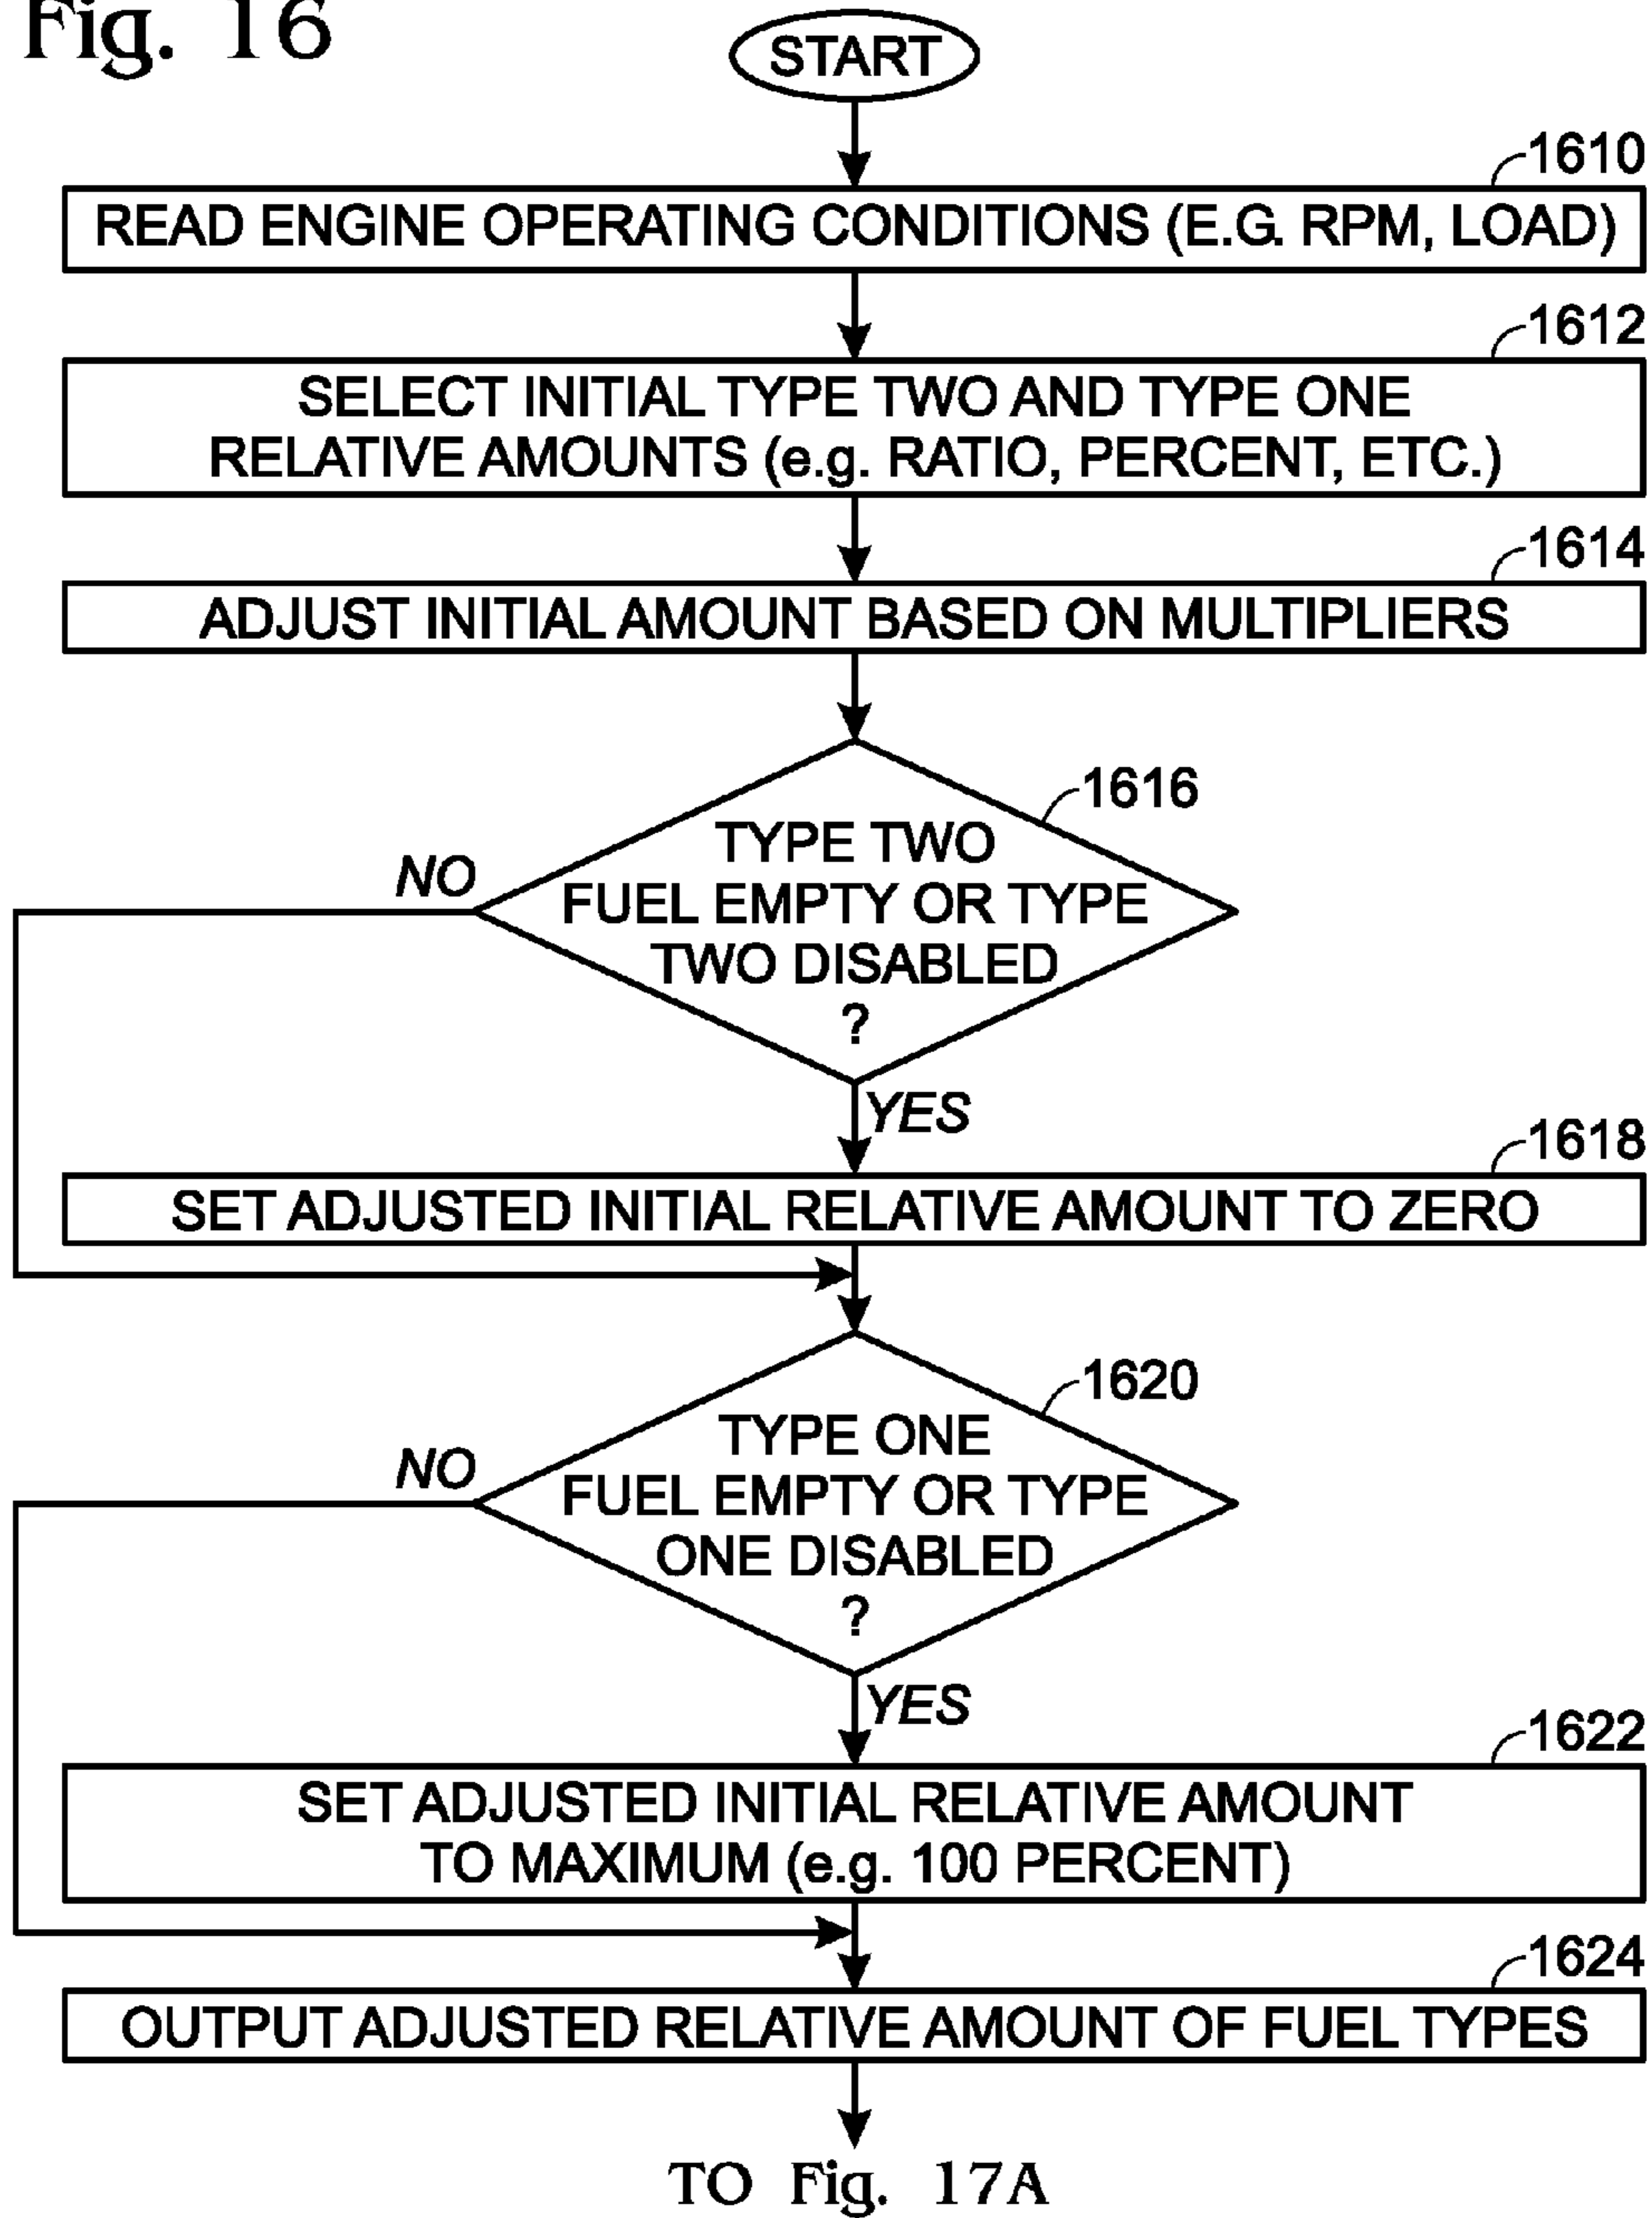 Fig. 16
START
1610
READ ENGINE OPERATING CONDITIONS (E.G. RPM, LOAD)
1612
SELECT INITIAL TYPE TWO AND TYPE ONE
RELATIVE AMOUNTS (e.g. RATIO, PERCENT, ETC.)
1614
ADJUST INITIAL AMOUNT BASED ON MULTIPLIERS
1616
TYPE TWO
FUEL EMPTY OR TYPE
TWO DISABLED
?
NO
YES
1618
SET ADJUSTED INITIAL RELATIVE AMOUNT TO ZERO
1620
TYPE ONE
FUEL EMPTY OR TYPE
ONE DISABLED
?
NO
YES
1622
SET ADJUSTED INITIAL RELATIVE AMOUNT
TO MAXIMUM (e.g. 100 PERCENT)
1624
OUTPUT ADJUSTED RELATIVE AMOUNT OF FUEL TYPES
TO Fig. 17A